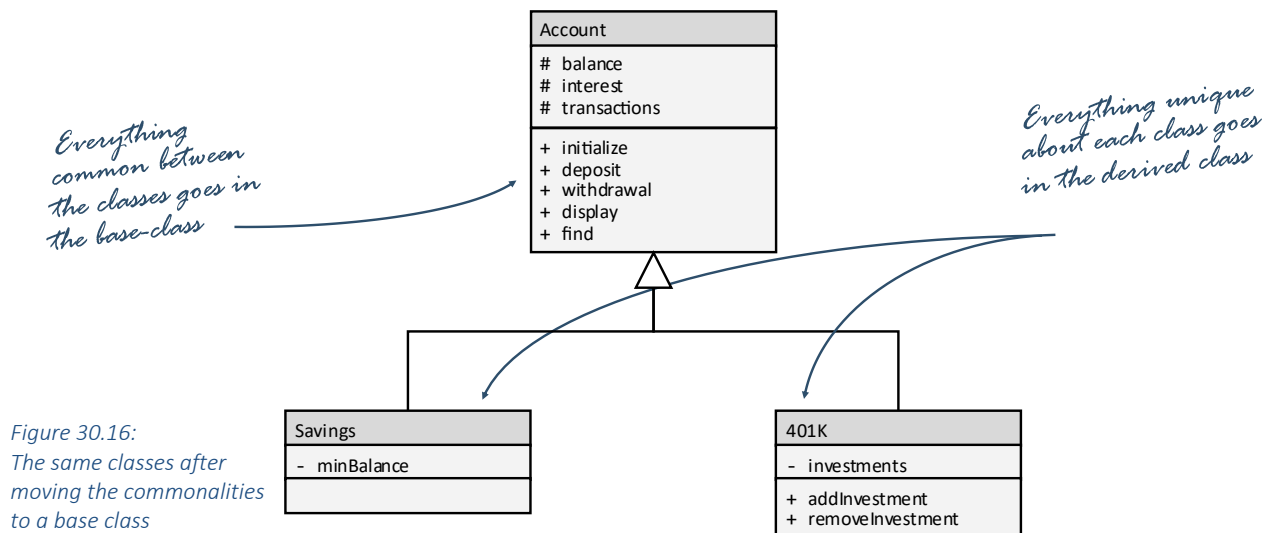 Account
# balance
# interest
# transactions
+ initialize
+ deposit
+ withdrawal
+ display
+ find
Everything
common between
the classes goes in
the base-class
Everything unique
about each class goes
in the derived class
Savings
- minBalance
401K
- investments
+ addInvestment
+ removeInvestment
Figure 30.16:
The same classes after
moving the commonalities
to a base class